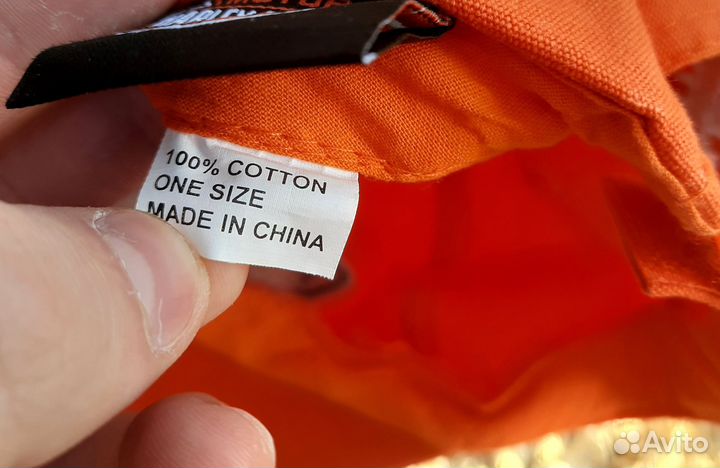 100% COTTON
ONE SIZE
MADE IN CHINA
Avito